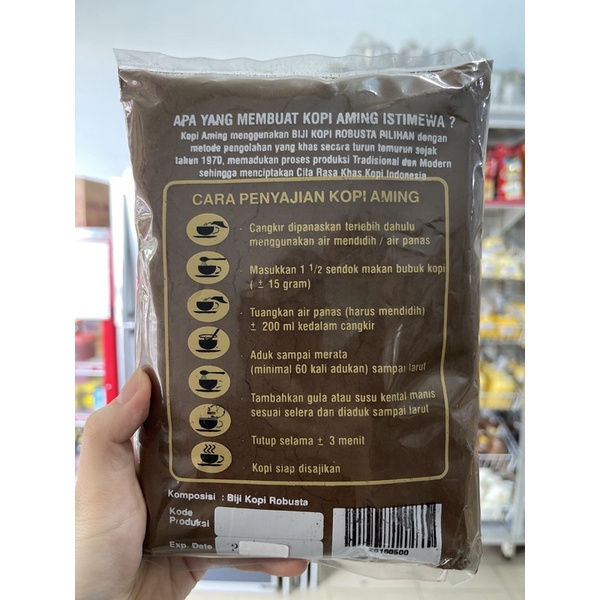 APA YANG MEMBUAT KOPI AMING ISTIMEWA ?
Kopi Aming menggunakan BIJI KOPI ROBUSTA PILIHAN dengan
metode pengolahan yang khas secara turun temurun sejak
tahun 1970, memadukan proses produksi Tradisional dan Modern
sehingga menciptakan Cita Rasa Khas Kopi Indonesia
CARA PENYAJIAN KOPI AMING
- Cangkir dipanaskan terlebih dahulu
menggunakan air mendidih / air panas
- Masukkan 1 1/2 sendok makan bubuk kopi
( ± 15 gram)
- Tuangkan air panas (harus mendidih)
± 200 ml kedalam cangkir
- Aduk sampai merata
(minimal 60 kali adukan) sampai larut
- Tambahkan gula atau susu kental manis
sesuai selera dan diaduk sampai larut
- Tutup selama ± 3 menit
- Kopi siap disajikan
Komposisi : Biji Kopi Robusta
Kode
Produksi
Exp. Date